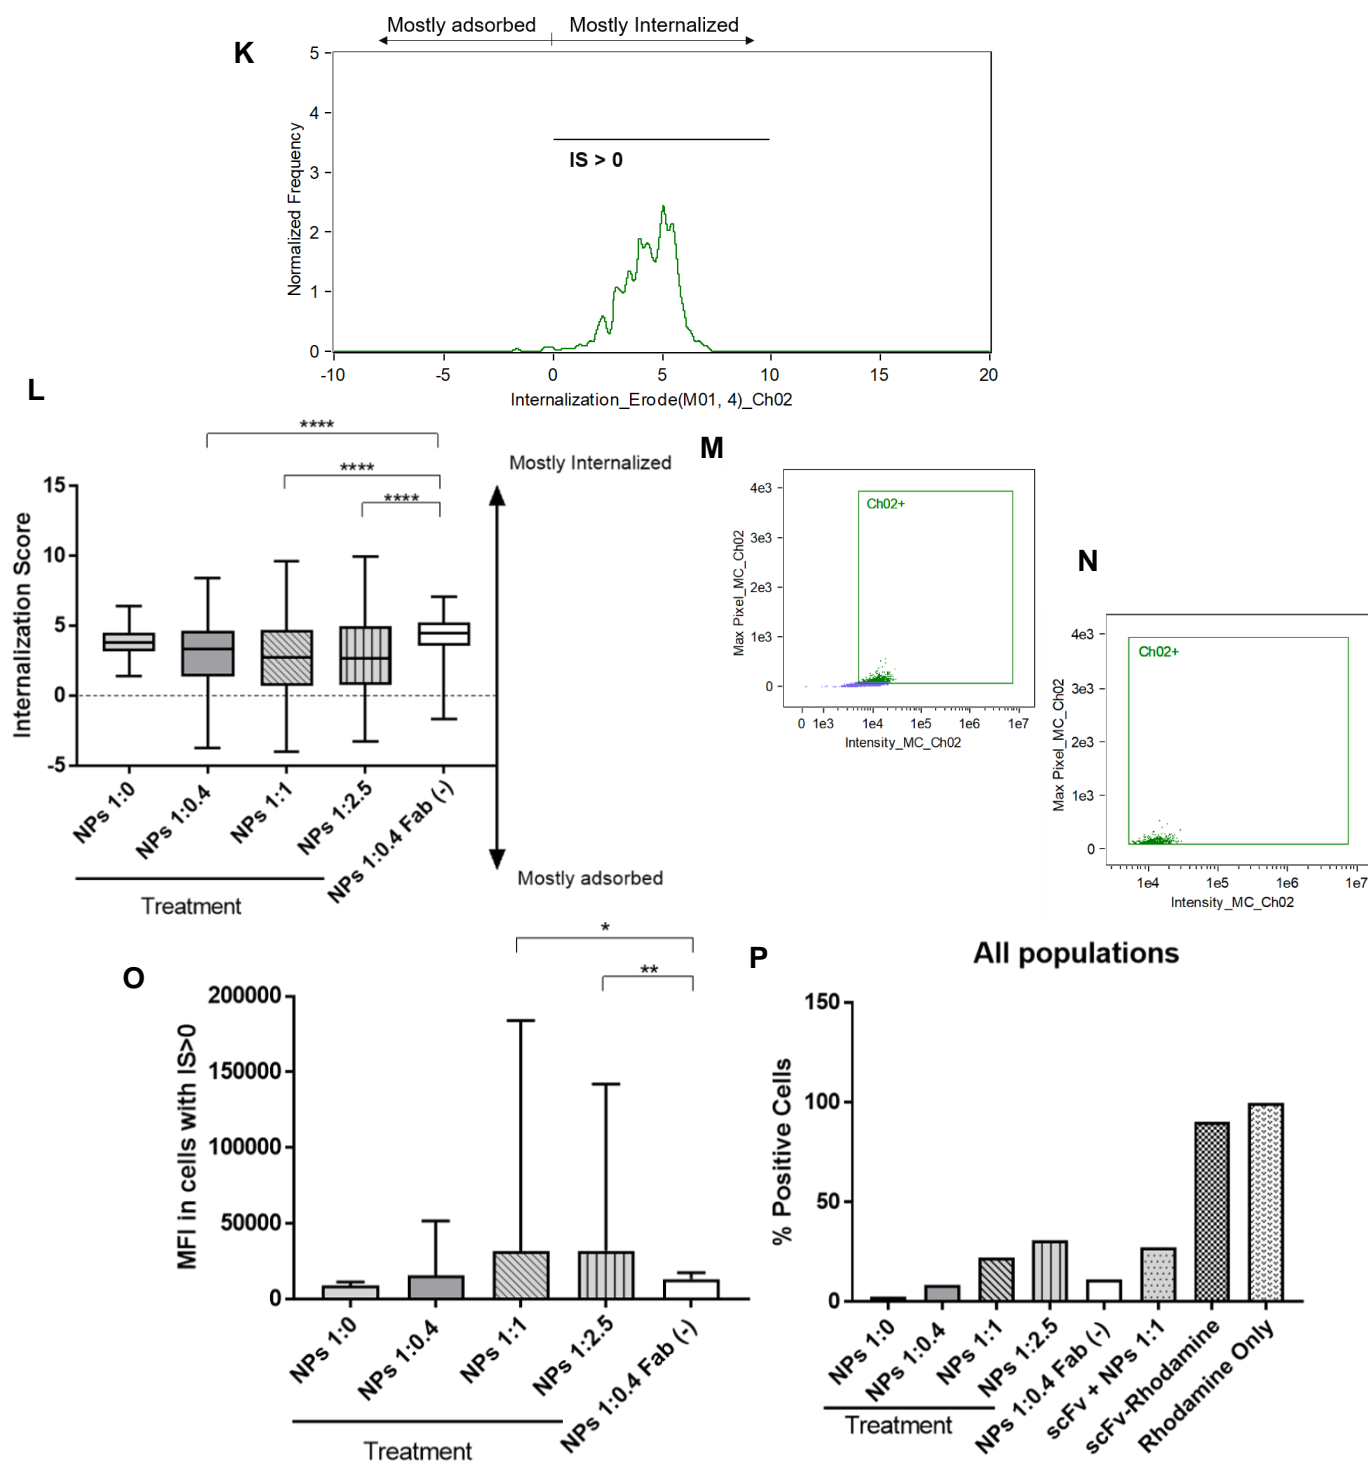 K
Mostly adsorbed
Mostly Internalized
Normalized Frequency
5
4
3
2
1
0
IS > 0
-10
-5
0
5
10
15
20
Internalization_Erode(M01, 4)_Ch02
L
****
****
****
Mostly Internalized
Mostly adsorbed
Internalization Score
15
10
5
0
-5
NPs 1:0
NPs 1:0.4
NPs 1:1
NPs 1:2.5
NPs 1:0.4 Fab (-)
Treatment
M
Max Pixel_MC_Ch02
4e3
3e3
2e3
1e3
0
Ch02+
0
1e3
1e4
1e5
1e6
1e7
Intensity_MC_Ch02
N
Max Pixel_MC_Ch02
4e3
3e3
2e3
1e3
0
Ch02+
1e4
1e5
1e6
1e7
Intensity_MC_Ch02
O
*
**
MFI in cells with IS>0
200000
150000
100000
50000
0
NPs 1:0
NPs 1:0.4
NPs 1:1
NPs 1:2.5
NPs 1:0.4 Fab (-)
Treatment
P
All populations
% Positive Cells
150
100
50
0
NPs 1:0
NPs 1:0.4
NPs 1:1
NPs 1:2.5
NPs 1:0.4 Fab (-)
scFv + NPs 1:1
scFv-Rhodamine
Rhodamine Only
Treatment